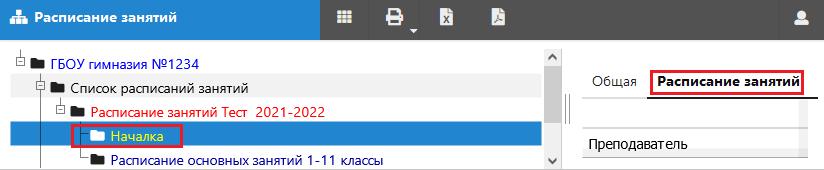 Расписание занятий
ГБОУ гимназия №1234
Список расписаний занятий
Расписание занятий Тест 2021-2022
Началка
Расписание основных занятий 1-11 классы
Общая
Расписание занятий
Преподаватель